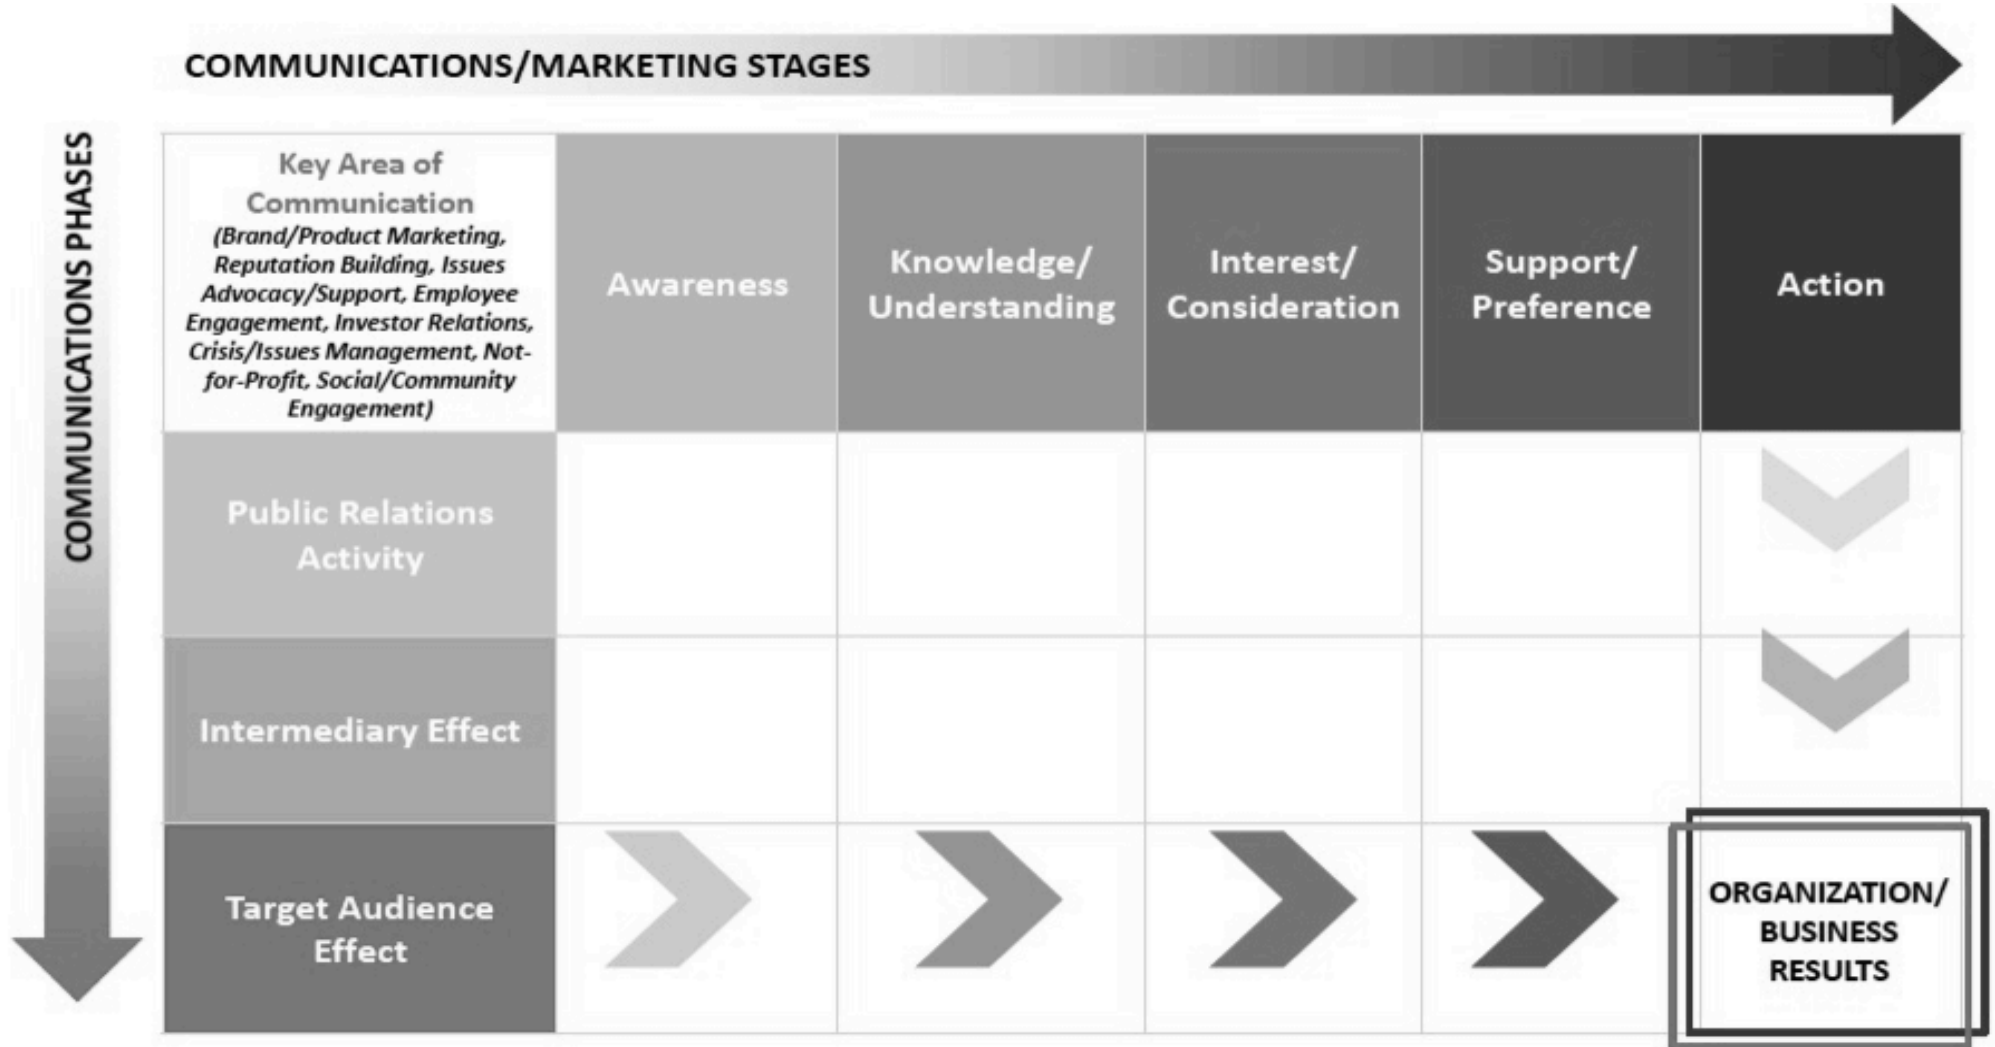 COMMUNICATIONS/MARKETING STAGES
COMMUNICATIONS PHASES
Key Area of
Communication
(Brand/Product Marketing,
Reputation Building, Issues
Advocacy/Support, Employee
Engagement, Investor Relations,
Crisis/Issues Management, Not-
for-Profit, Social/Community
Engagement)
Awareness
Knowledge/
Understanding
Interest/
Consideration
Support/
Preference
Action
Public Relations
Activity
Intermediary Effect
Target Audience
Effect
ORGANIZATION/
BUSINESS
RESULTS